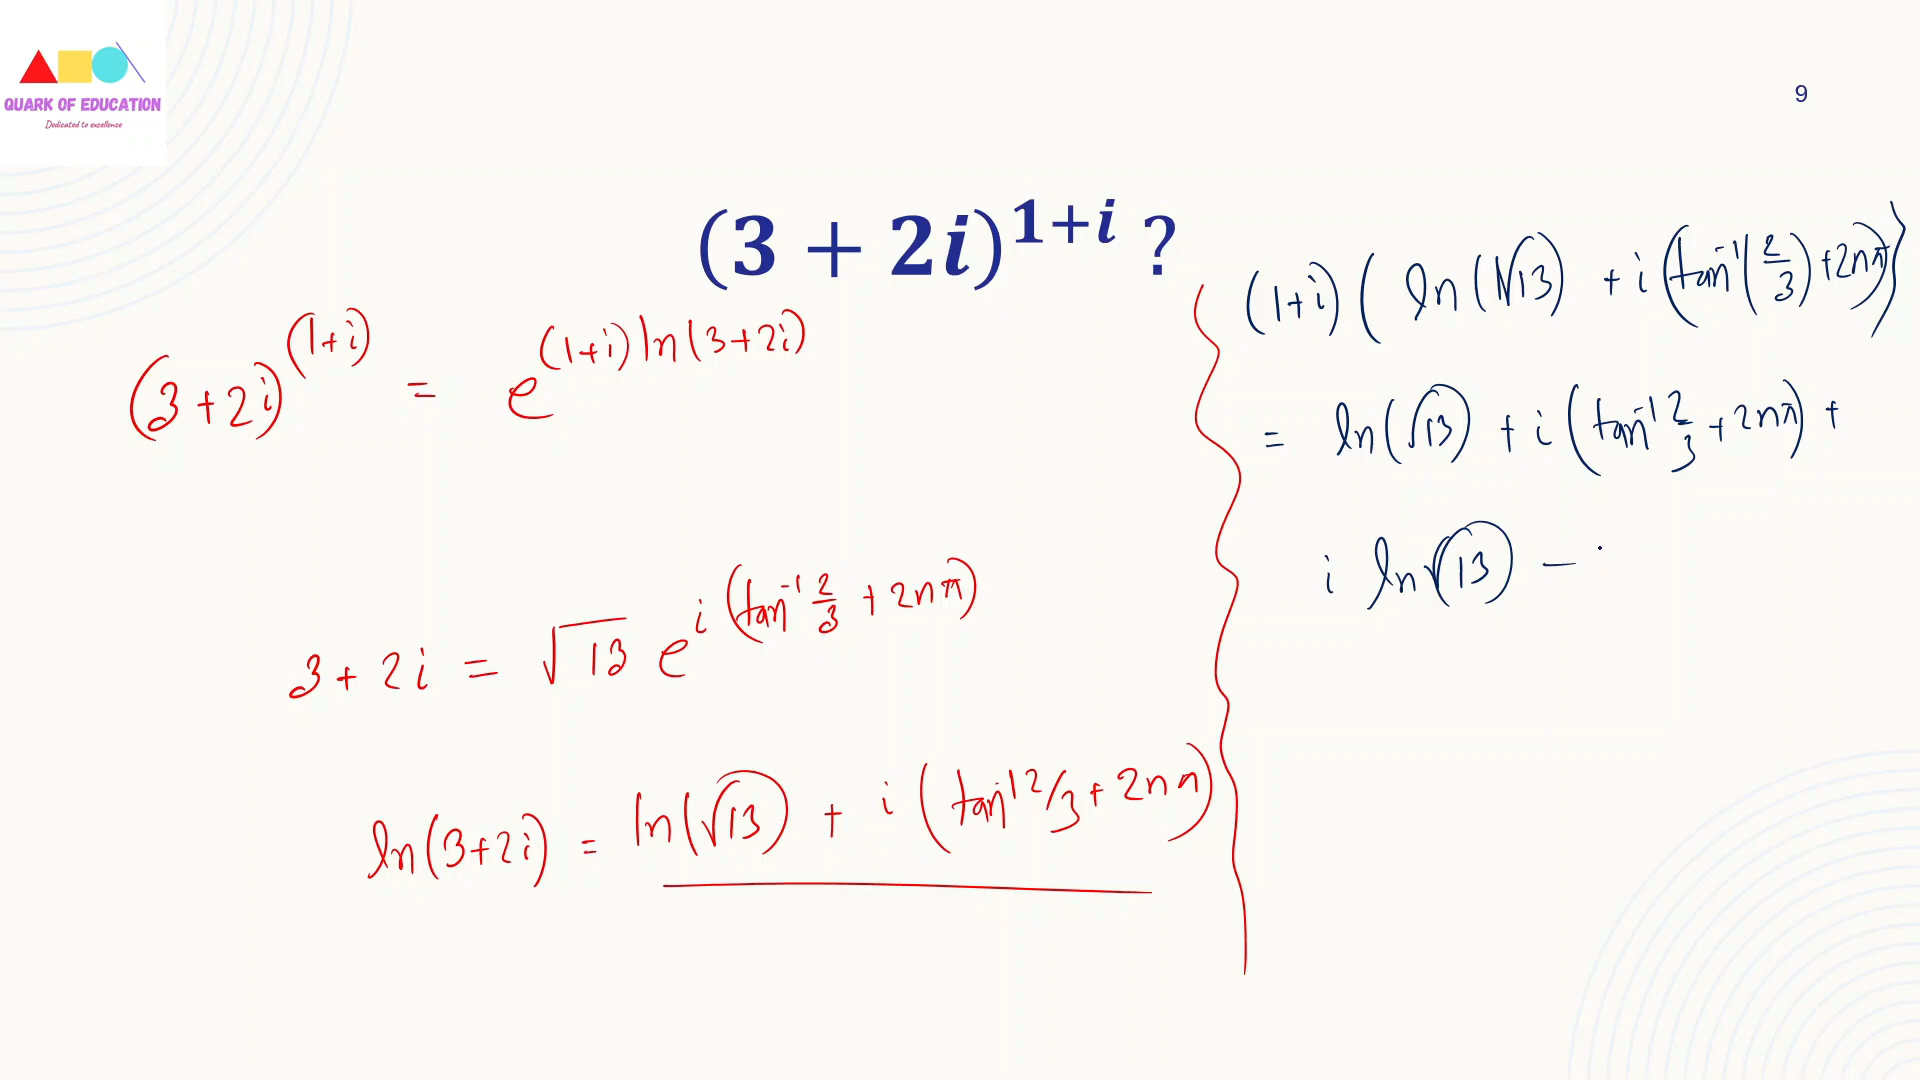 QUARK OF EDUCATION
Dedicated to excellence
9
(3 + 2i)^{1+i} ?
(3+2i)^{(1+i)} = e^{(1+i) ln(3+2i)}
3+2i = √13 e^{i(tan⁻¹ 2/3 + 2nπ)}
ln(3+2i) = ln(√13) + i(tan⁻¹ 2/3 + 2nπ)
(1+i)(ln(√13) + i(tan⁻¹(2/3) + 2nπ))
= ln(√13) + i(tan⁻¹ 2/3 + 2nπ) +
i ln√(13) −